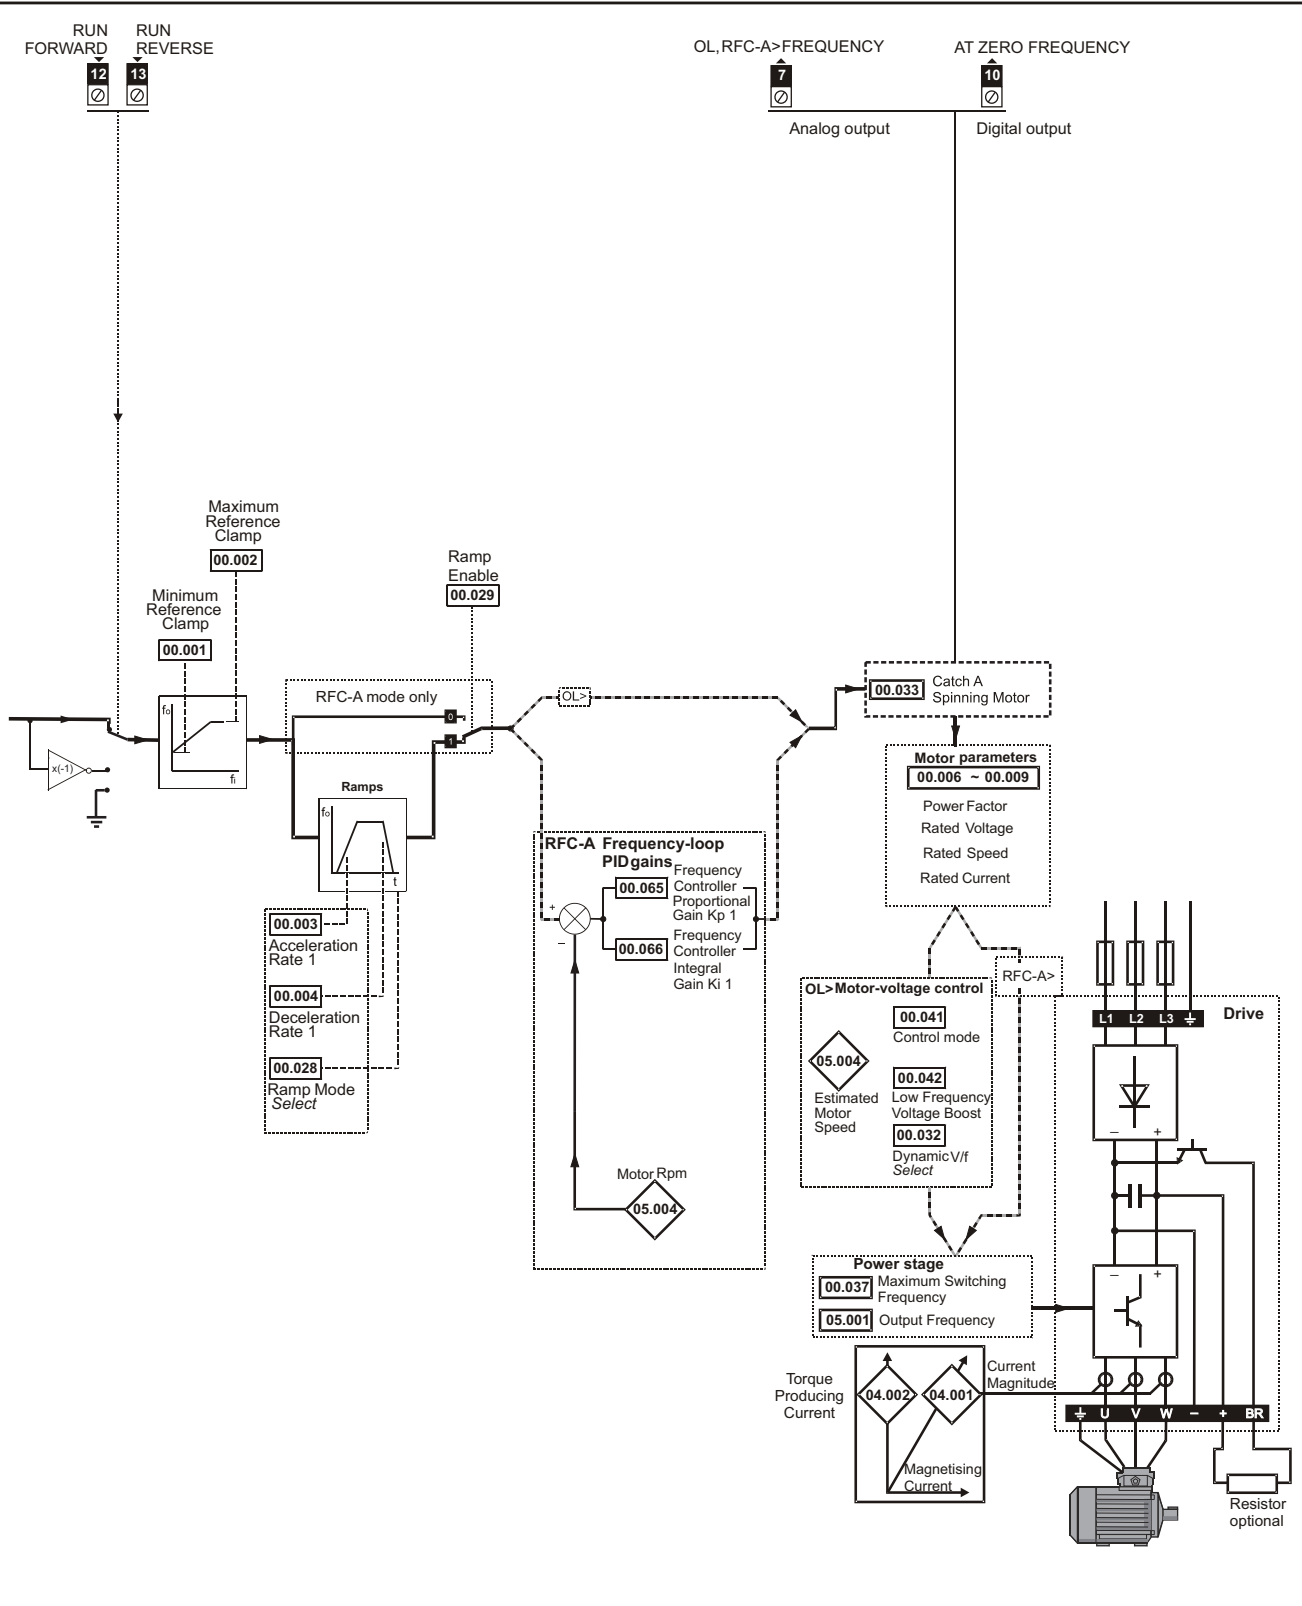 RUN
FORWARD
RUN
REVERSE
12
13
OL, RFC-A>FREQUENCY
AT ZERO FREQUENCY
7
10
Analog output
Digital output
Maximum
Reference
Clamp
00.002
Minimum
Reference
Clamp
00.001
Ramp
Enable
00.029
RFC-A mode only
0
1
OL>
00.033
Catch A
Spinning Motor
fo
fi
x(-1)
Ramps
fo
t
Motor parameters
00.006 ~ 00.009
Power Factor
Rated Voltage
Rated Speed
Rated Current
RFC-A Frequency-loop
PID gains
00.065
Frequency
Controller
Proportional
Gain Kp 1
+
–
00.066
Frequency
Controller
Integral
Gain Ki 1
Motor Rpm
05.004
00.003
Acceleration
Rate 1
00.004
Deceleration
Rate 1
00.028
Ramp Mode
Select
RFC-A>
OL> Motor-voltage control
00.041
Control mode
05.004
Estimated
Motor
Speed
00.042
Low Frequency
Voltage Boost
00.032
Dynamic V/f
Select
Drive
L1 L2 L3
– +
– +
Power stage
00.037
Maximum Switching
Frequency
05.001
Output Frequency
Torque
Producing
Current
04.002
04.001
Current
Magnitude
Magnetising
Current
U V W – + BR
Resistor
optional